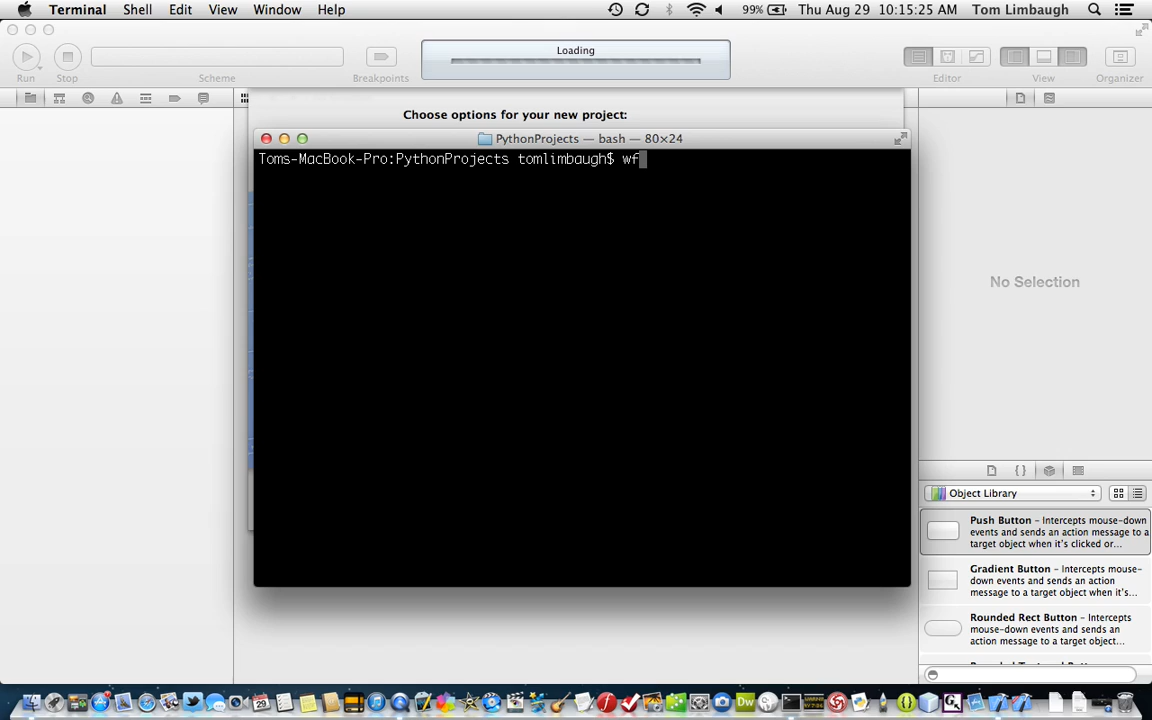 Terminal Shell Edit View Window Help 99% Thu Aug 29 10:15:25 AM Tom Limbaugh
Loading
Run Stop Scheme Breakpoints Editor View Organizer
Choose options for your new project:
PythonProjects — bash — 80×24
Toms-MacBook-Pro:PythonProjects tomlimbaugh$ wf
No Selection
Object Library
Push Button – Intercepts mouse-down
events and sends an action message to a
target object when it's clicked or...
Gradient Button – Intercepts mouse-
down events and sends an action
message to a target object when it's...
Rounded Rect Button – Intercepts
mouse-down events and sends an
action message to a target object...
29
Dw